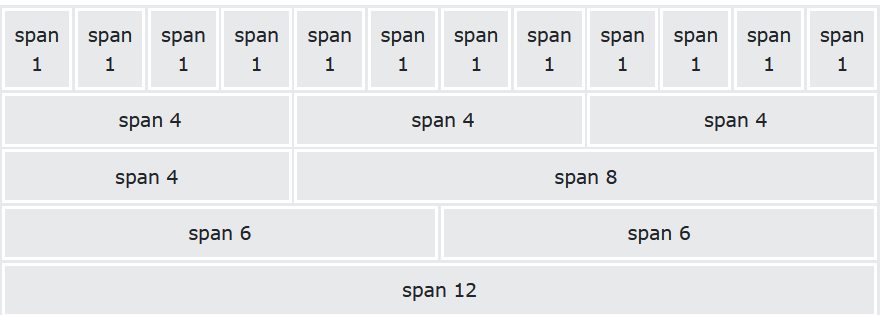 span span span span span span span span span span span span
1 1 1 1 1 1 1 1 1 1 1 1
span 4 span 4 span 4
span 4 span 8
span 6 span 6
span 12